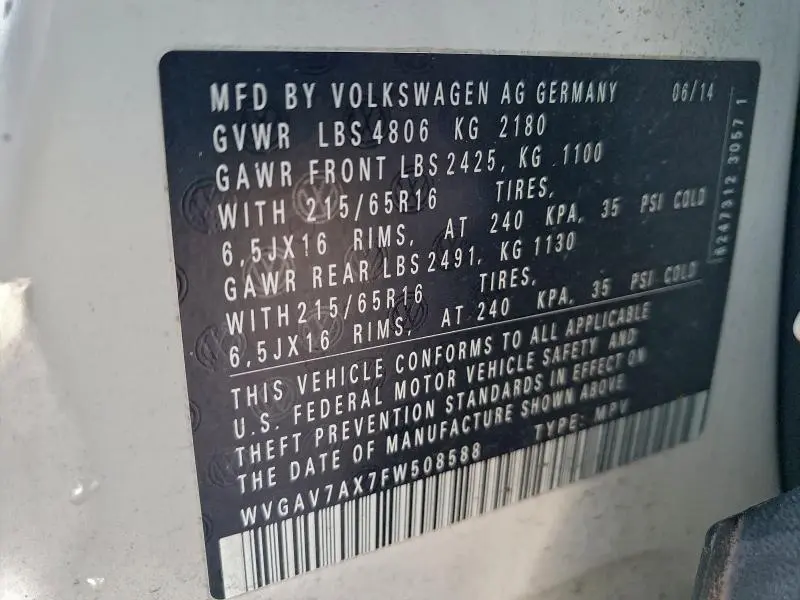 MFD BY VOLKSWAGEN AG GERMANY 06/14
GVWR LBS 4806 KG 2180
GAWR FRONT LBS 2425, KG 1100
WITH 215/65R16 TIRES,
6,5JX16 RIMS, AT 240 KPA, 35 PSI COLD
GAWR REAR LBS 2491, KG 1130
WITH 215/65R16 TIRES,
6,5JX16 RIMS, AT 240 KPA, 35 PSI COLD
THIS VEHICLE CONFORMS TO ALL APPLICABLE
U.S. FEDERAL MOTOR VEHICLE SAFETY AND
THEFT PREVENTION STANDARDS IN EFFECT ON
THE DATE OF MANUFACTURE SHOWN ABOVE
WVGAV7AX7FW508588 TYPE: MPV
8247312 3057 1